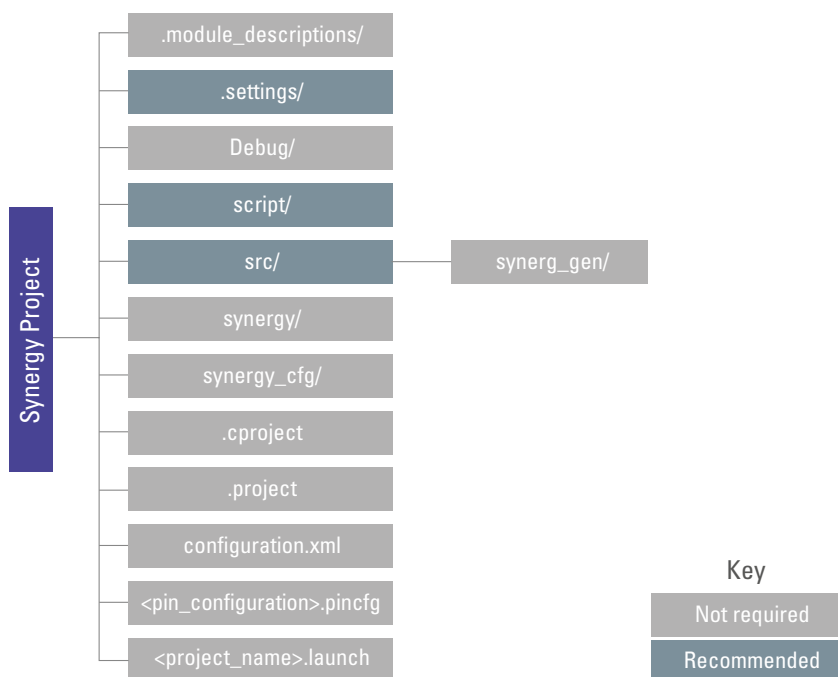 Synergy Project
.module_descriptions/
.settings/
Debug/
script/
src/
synerg_gen/
synergy/
synergy_cfg/
.cproject
.project
configuration.xml
<pin_configuration>.pincfg
<project_name>.launch
Key
Not required
Recommended